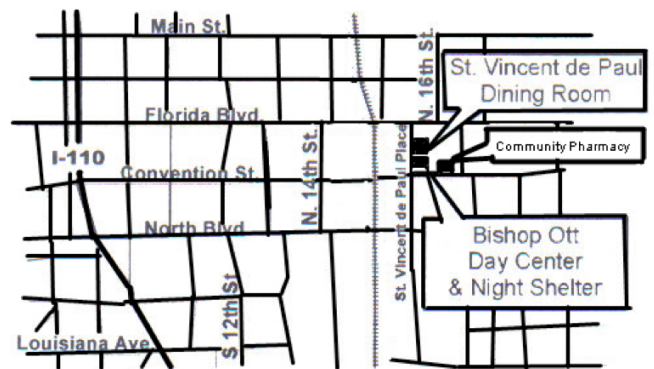 Main St.
N. 16th St.
St. Vincent de Paul
Dining Room
Florida Blvd.
Community Pharmacy
I-110
Convention St.
N. 14th St.
St. Vincent de Paul Place
North Blvd
Bishop Ott
Day Center
& Night Shelter
S 12th St
Louisiana Ave.